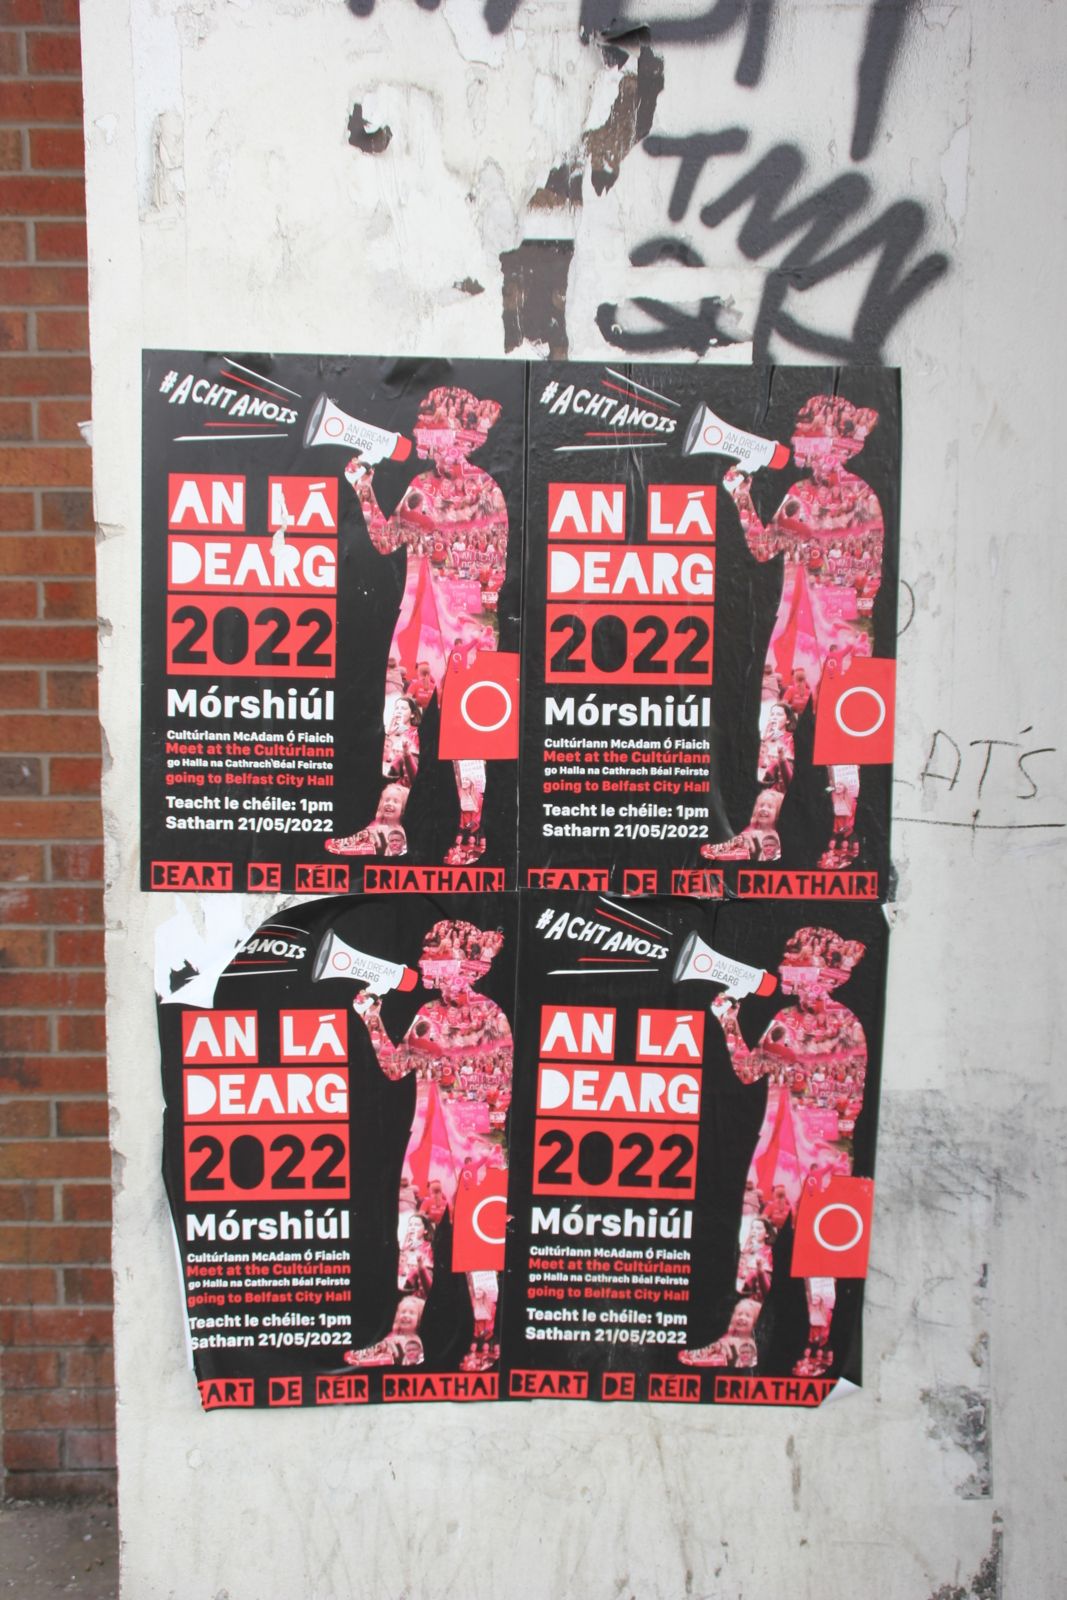 TMN
#ACHTANOIS
AN DREAM
DEARG
AN LÁ
DEARG
2022
Mórshiúl
Cultúrlann McAdam Ó Fiaich
Meet at the Cultúrlann
go Halla na Cathrach Béal Feirste
going to Belfast City Hall
Teacht le chéile: 1pm
Satharn 21/05/2022
BEART DE RÉIR BRIATHAIR!
#ACHTANOIS
AN DREAM
DEARG
AN LÁ
DEARG
2022
Mórshiúl
Cultúrlann McAdam Ó Fiaich
Meet at the Cultúrlann
go Halla na Cathrach Béal Feirste
going to Belfast City Hall
Teacht le chéile: 1pm
Satharn 21/05/2022
BEART DE RÉIR BRIATHAIR!
ANOIS
AN DREAM
DEARG
AN LÁ
DEARG
2022
Mórshiúl
Cultúrlann McAdam Ó Fiaich
Meet at the Cultúrlann
go Halla na Cathrach Béal Feirste
going to Belfast City Hall
Teacht le chéile: 1pm
Satharn 21/05/2022
EART DE RÉIR BRIATHAI
#ACHTANOIS
AN DREAM
DEARG
AN LÁ
DEARG
2022
Mórshiúl
Cultúrlann McAdam Ó Fiaich
Meet at the Cultúrlann
go Halla na Cathrach Béal Feirste
going to Belfast City Hall
Teacht le chéile: 1pm
Satharn 21/05/2022
BEART DE RÉIR BRIATHAIR
AT'S